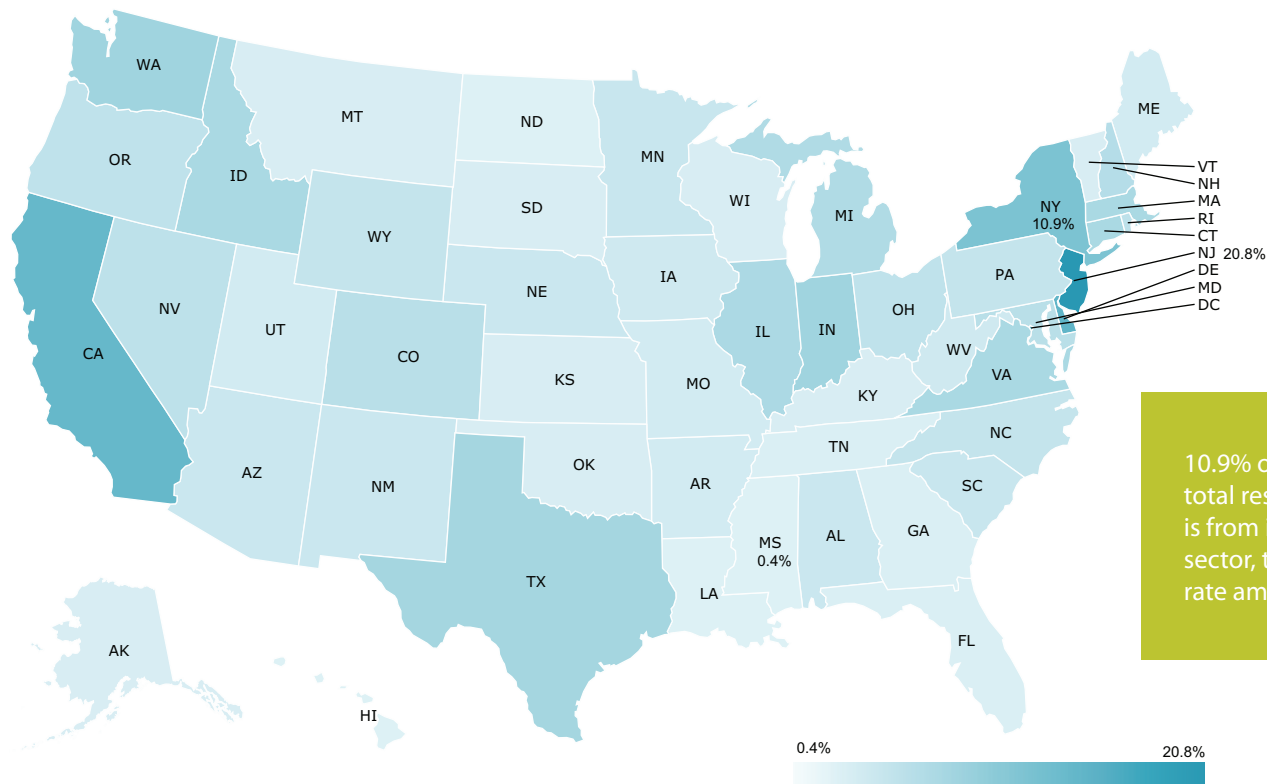 WA
MT
ND
MN
ME
OR
ID
SD
WI
MI
VT
NH
MA
RI
CT
NJ 20.8%
DE
MD
DC
NY
10.9%
WY
IA
PA
NE
NV
UT
CO
IL
IN
OH
WV
VA
CA
KS
MO
KY
NC
TN
AZ
NM
OK
AR
SC
MS
0.4%
AL
GA
TX
LA
FL
AK
HI
10.9%
total
is from
sector,
rate
0.4%
20.8%